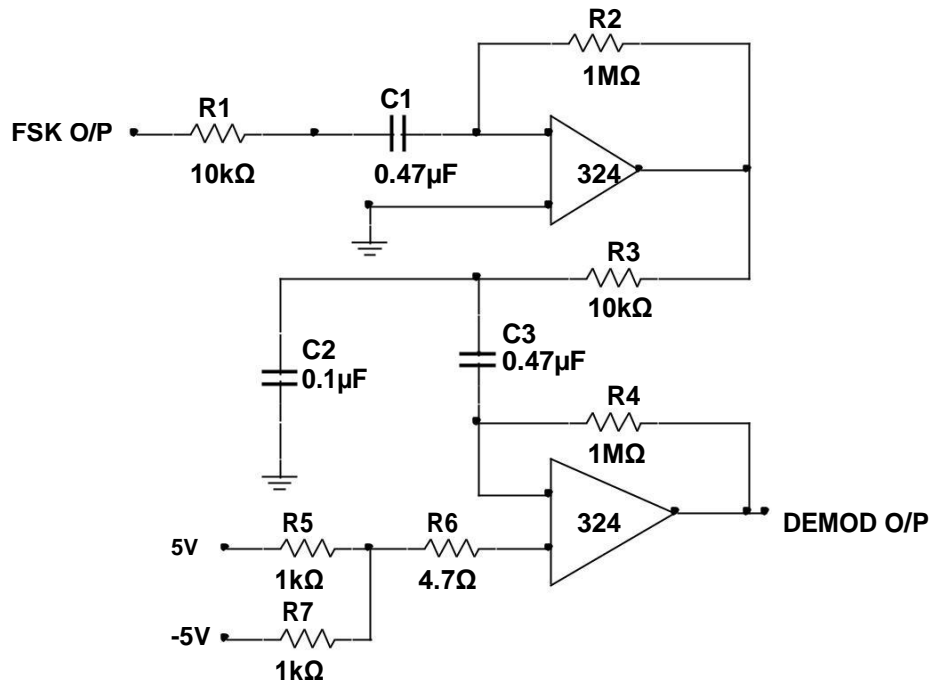 R2
1MΩ
R1
C1
FSK O/P
10kΩ
0.47µF
324
R3
10kΩ
C2
0.1µF
C3
0.47µF
R4
1MΩ
324
DEMOD O/P
5V
R5
1kΩ
R6
4.7Ω
-5V
R7
1kΩ